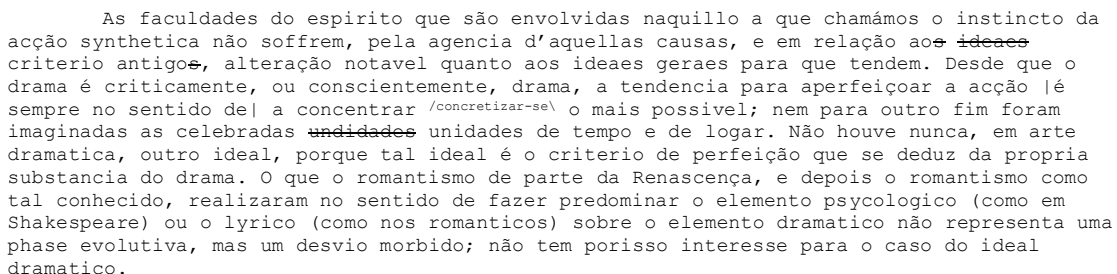 As faculdades do espirito que são envolvidas naquillo a que chamámos o instincto da
acção synthetica não soffrem, pela agencia d’aquellas causas, e em relação aos ideaes
criterio antigos, alteração notavel quanto aos ideaes geraes para que tendem. Desde que o
drama é criticamente, ou conscientemente, drama, a tendencia para aperfeiçoar a acção |é
sempre no sentido de| a concentrar /concretizar-se\ o mais possivel; nem para outro fim foram
imaginadas as celebradas undidades unidades de tempo e de logar. Não houve nunca, em arte
dramatica, outro ideal, porque tal ideal é o criterio de perfeição que se deduz da propria
substancia do drama. O que o romantismo de parte da Renascença, e depois o romantismo como
tal conhecido, realizaram no sentido de fazer predominar o elemento psycologico (como em
Shakespeare) ou o lyrico (como nos romanticos) sobre o elemento dramatico não representa uma
phase evolutiva, mas um desvio morbido; não tem porisso interesse para o caso do ideal
dramatico.